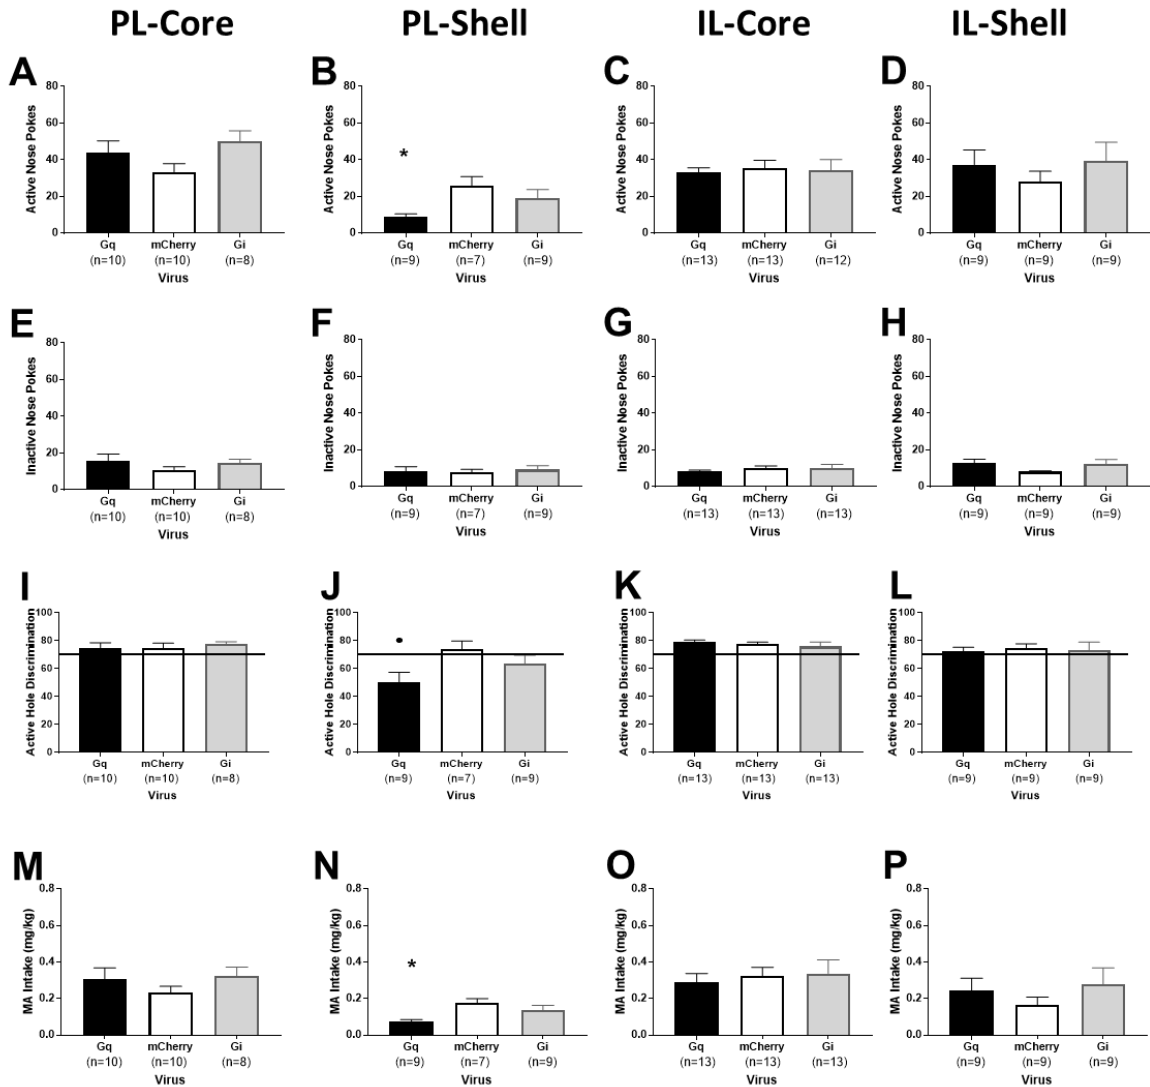 PL-Core PL-Shell IL-Core IL-Shell
A B C D
80 80 80 80
60 60 60 60
40 40 40 40
20 20 20 20
0 0 0 0
Active Nose Pokes Active Nose Pokes Active Nose Pokes Active Nose Pokes
*
Gq mCherry Gi Gq mCherry Gi Gq mCherry Gi Gq mCherry Gi
(n=10) (n=10) (n=8) (n=9) (n=7) (n=9) (n=13) (n=13) (n=12) (n=9) (n=9) (n=9)
Virus Virus Virus Virus
E F G H
80 80 80 80
60 60 60 60
40 40 40 40
20 20 20 20
0 0 0 0
Inactive Nose Pokes Inactive Nose Pokes Inactive Nose Pokes Inactive Nose Pokes
Gq mCherry Gi Gq mCherry Gi Gq mCherry Gi Gq mCherry Gi
(n=10) (n=10) (n=8) (n=9) (n=7) (n=9) (n=13) (n=13) (n=13) (n=9) (n=9) (n=9)
Virus Virus Virus Virus
I J K L
100 100 100 100
80 80 80 80
60 60 60 60
40 40 40 40
20 20 20 20
0 0 0 0
Active Hole Discrimination Active Hole Discrimination Active Hole Discrimination Active Hole Discrimination
Gq mCherry Gi Gq mCherry Gi Gq mCherry Gi Gq mCherry Gi
(n=10) (n=10) (n=8) (n=9) (n=7) (n=9) (n=13) (n=13) (n=13) (n=9) (n=9) (n=9)
Virus Virus Virus Virus
M N O P
0.8 0.8 0.8 0.8
0.6 0.6 0.6 0.6
0.4 0.4 0.4 0.4
0.2 0.2 0.2 0.2
0.0 0.0 0.0 0.0
MA Intake (mg/kg) MA Intake (mg/kg) MA Intake (mg/kg) MA Intake (mg/kg)
*
Gq mCherry Gi Gq mCherry Gi Gq mCherry Gi Gq mCherry Gi
(n=10) (n=10) (n=8) (n=9) (n=7) (n=9) (n=13) (n=13) (n=13) (n=9) (n=9) (n=9)
Virus Virus Virus Virus